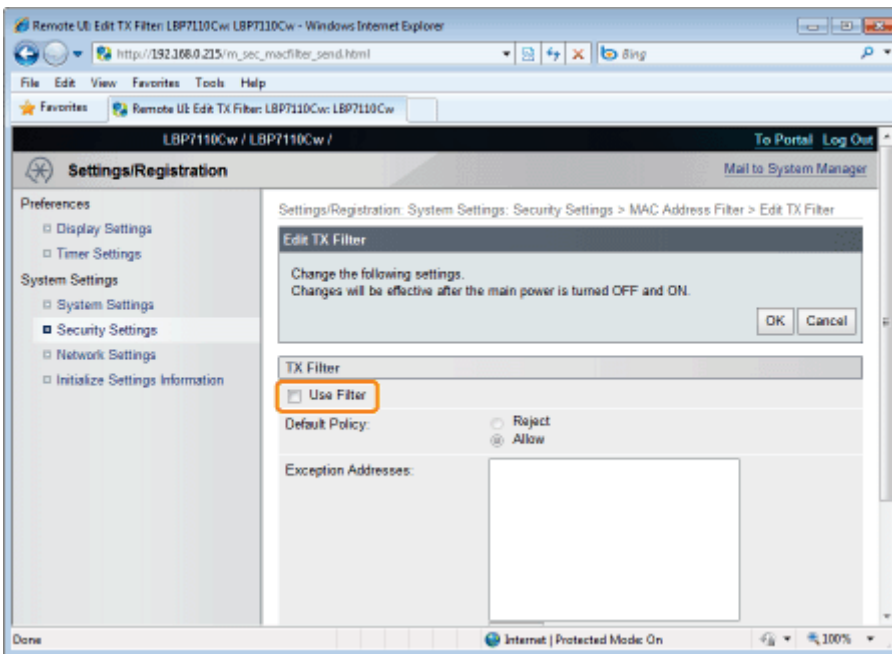 Remote UI: Edit TX Filter: LBP7110Cw: LBP7110Cw - Windows Internet Explorer
http://192.168.0.215/m_sec_macfilter_send.html
Bing
File Edit View Favorites Tools Help
Favorites
Remote UI: Edit TX Filter: LBP7110Cw: LBP7110Cw
LBP7110Cw / LBP7110Cw /
To Portal Log Out
Settings/Registration
Mail to System Manager
Preferences
Display Settings
Timer Settings
System Settings
System Settings
Security Settings
Network Settings
Initialize Settings Information
Settings/Registration: System Settings: Security Settings > MAC Address Filter > Edit TX Filter
Edit TX Filter
Change the following settings.
Changes will be effective after the main power is turned OFF and ON.
OK Cancel
TX Filter
Use Filter
Default Policy:
Reject
Allow
Exception Addresses:
Done
Internet | Protected Mode: On
100%